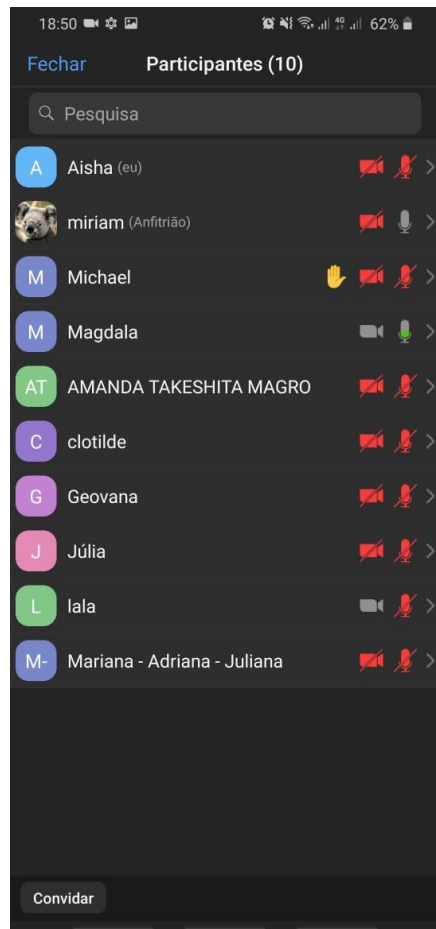 18:50 4G 62%
Fechar Participantes (10)
Pesquisa
A Aisha (eu)
miriam (Anfitrião)
M Michael
M Magdala
AT AMANDA TAKESHITA MAGRO
C clotilde
G Geovana
J Júlia
L lala
M- Mariana - Adriana - Juliana
Convidar